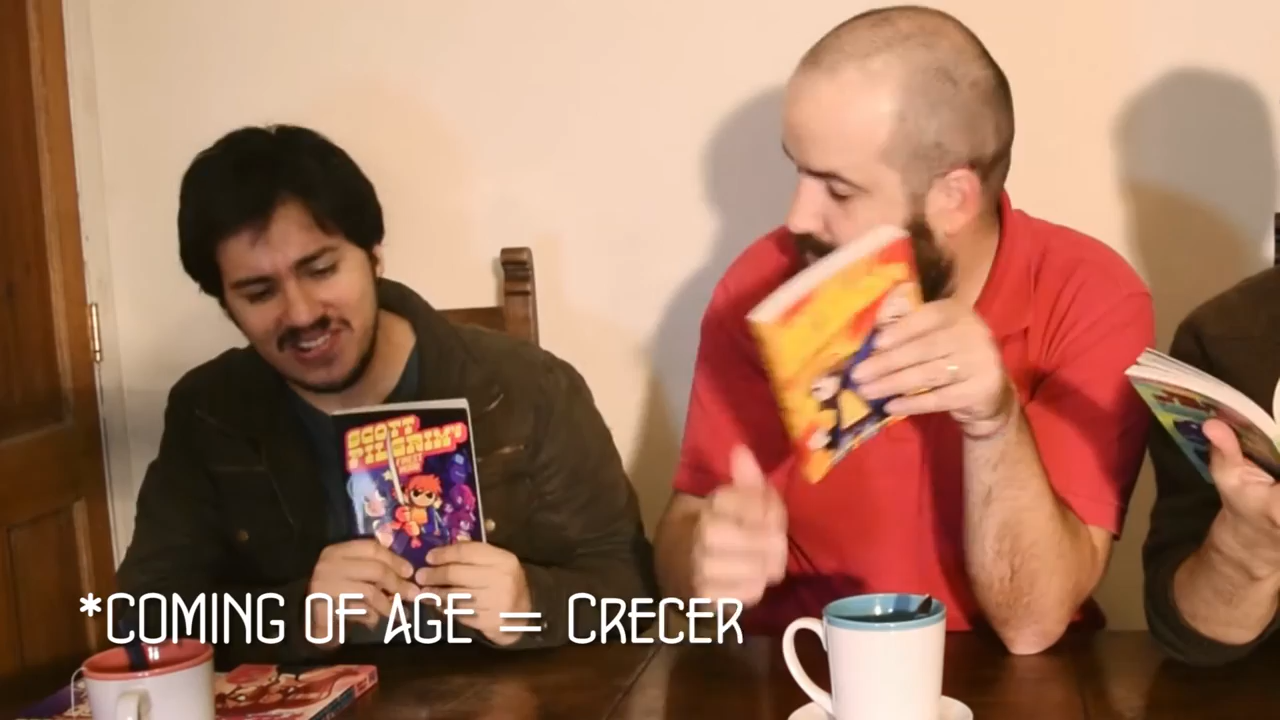 SCOTT
PILGRIM'S
*COMING OF AGE = CRECER